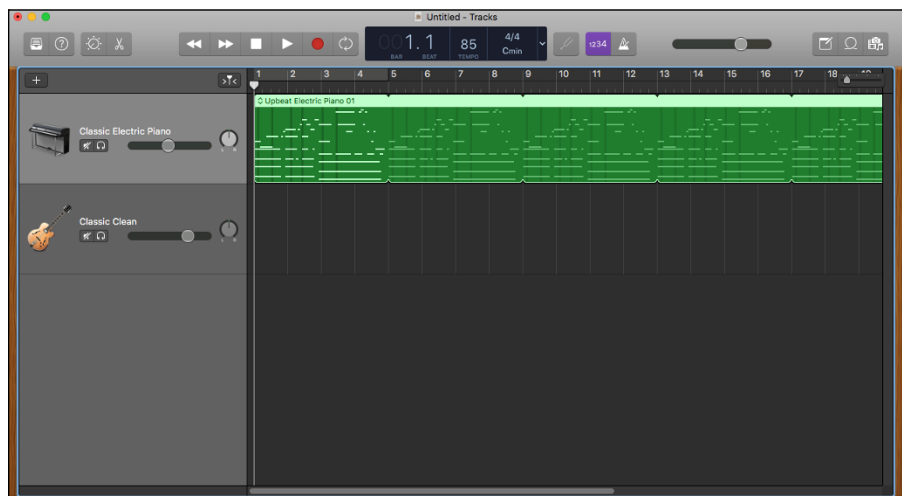 Untitled - Tracks
001.1
BAR BEAT
85
TEMPO
4/4
Cmin
1234
1 2 3 4 5 6 7 8 9 10 11 12 13 14 15 16 17 18
Upbeat Electric Piano 01
Classic Electric Piano
Classic Clean